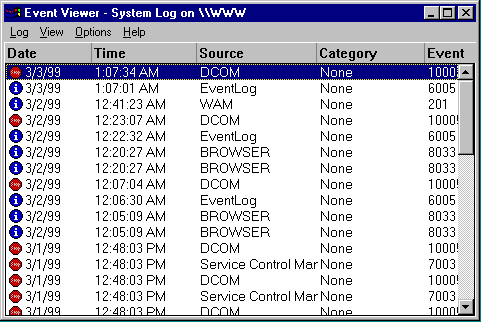 Event Viewer - System Log on \\WWW
Log View Options Help
Date Time Source Category Event
3/3/99 1:07:34 AM DCOM None 1000
3/3/99 1:07:01 AM EventLog None 6005
3/2/99 12:41:23 AM WAM None 201
3/2/99 12:23:07 AM DCOM None 1000
3/2/99 12:22:32 AM EventLog None 6005
3/2/99 12:20:27 AM BROWSER None 8033
3/2/99 12:20:27 AM BROWSER None 8033
3/2/99 12:07:04 AM DCOM None 1000
3/2/99 12:06:30 AM EventLog None 6005
3/2/99 12:05:09 AM BROWSER None 8033
3/2/99 12:05:09 AM BROWSER None 8033
3/1/99 12:48:03 PM DCOM None 1000
3/1/99 12:48:03 PM Service Control Mar None 7003
3/1/99 12:48:03 PM DCOM None 1000
3/1/99 12:48:03 PM Service Control Mar None 7003
3/1/99 12:48:03 PM DCOM None 1000